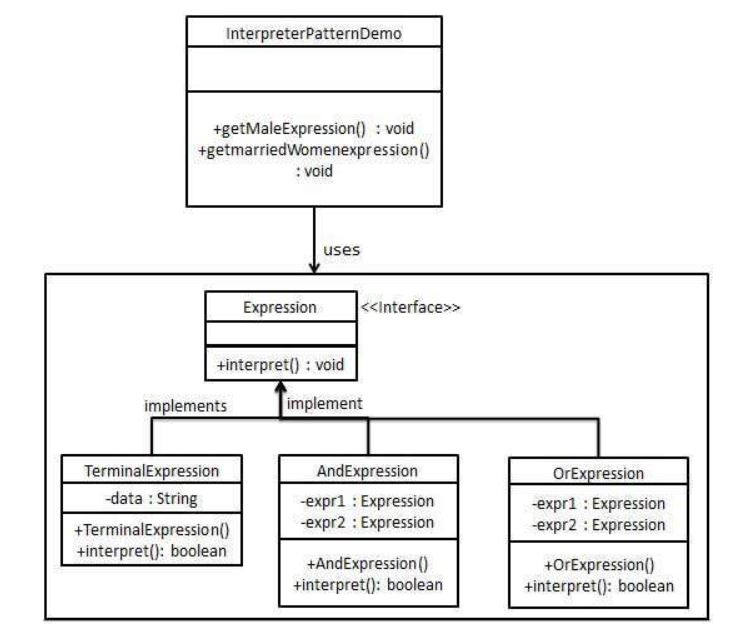 InterpreterPatternDemo
+getMaleExpression() : void
+getmarriedWomenexpression()
: void
uses
Expression
<<Interface>>
+interpret() : void
implements
implement
TerminalExpression
-data : String
+TerminalExpression()
+interpret(): boolean
AndExpression
-expr1 : Expression
-expr2 : Expression
+AndExpression()
+interpret(): boolean
OrExpression
-expr1 : Expression
-expr2 : Expression
+OrExpression()
+interpret(): boolean